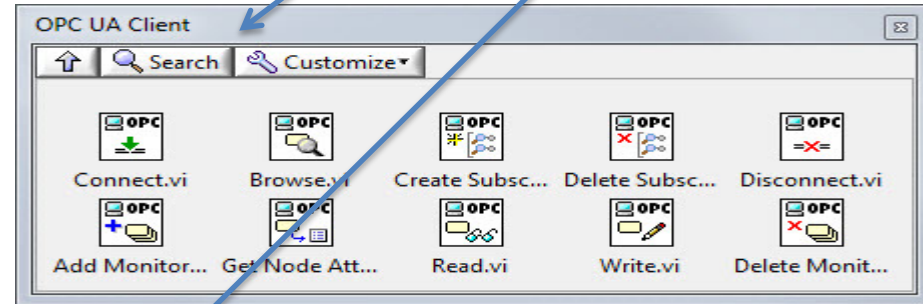 OPC UA Client
Search Customize
OPC OPC OPC OPC OPC
Connect.vi Browse.vi Create Subsc... Delete Subsc... Disconnect.vi
OPC OPC OPC OPC OPC
Add Monitor... Get Node Att... Read.vi Write.vi Delete Monit...